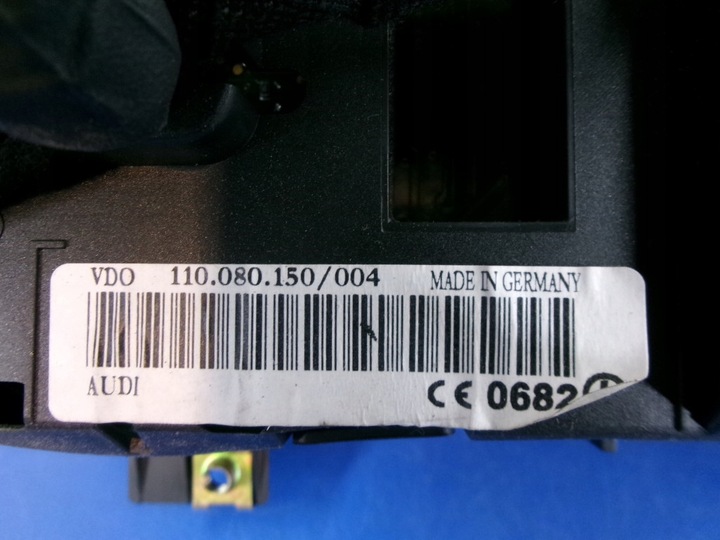 VDO 110.080.150/004 MADE IN GERMANY
AUDI
CE 0682